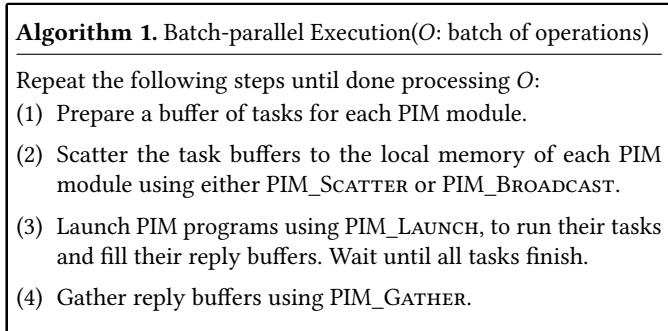 Algorithm 1. Batch-parallel Execution(O: batch of operations)
Repeat the following steps until done processing O:
(1) Prepare a buffer of tasks for each PIM module.
(2) Scatter the task buffers to the local memory of each PIM
module using either PIM_SCATTER or PIM_BROADCAST.
(3) Launch PIM programs using PIM_LAUNCH, to run their tasks
and fill their reply buffers. Wait until all tasks finish.
(4) Gather reply buffers using PIM_GATHER.